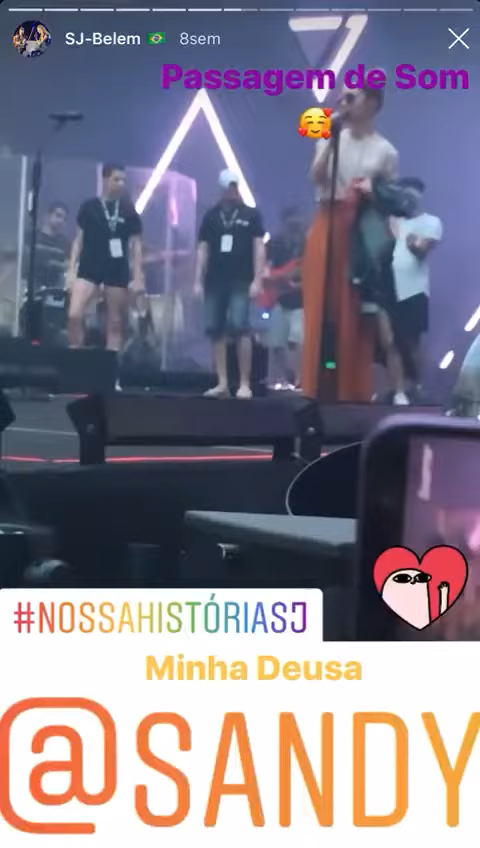 SJ-Belem 🇧🇷 8sem
Passagem de Som
#NOSSAHISTÓRIASJ
Minha Deusa
@SANDY